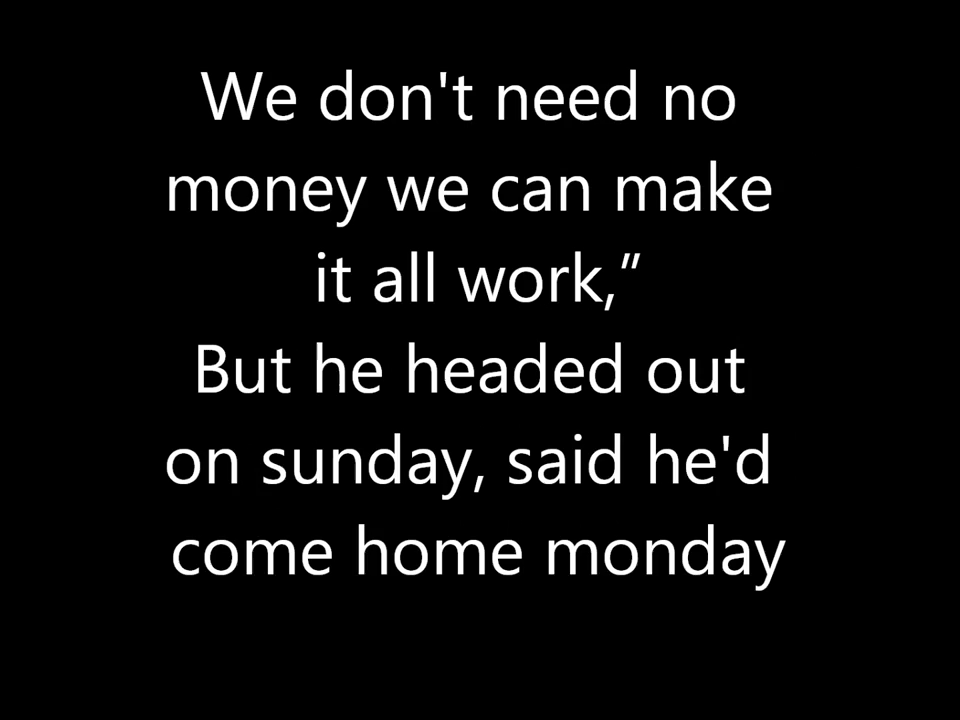 We don't need no
money we can make
it all work,”
But he headed out
on sunday, said he'd
come home monday